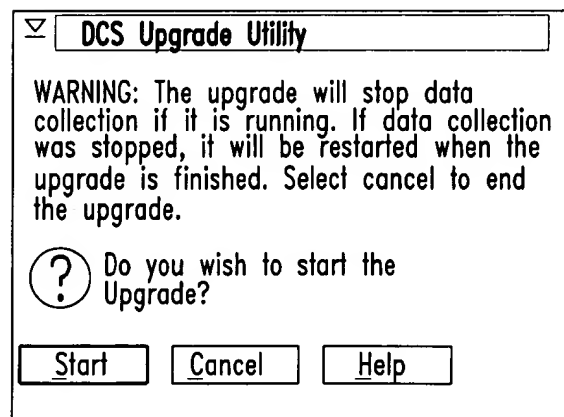 DCS Upgrade Utility
WARNING: The upgrade will stop data
collection if it is running. If data collection
was stopped, it will be restarted when the
upgrade is finished. Select cancel to end
the upgrade.
? Do you wish to start the
Upgrade?
Start Cancel Help